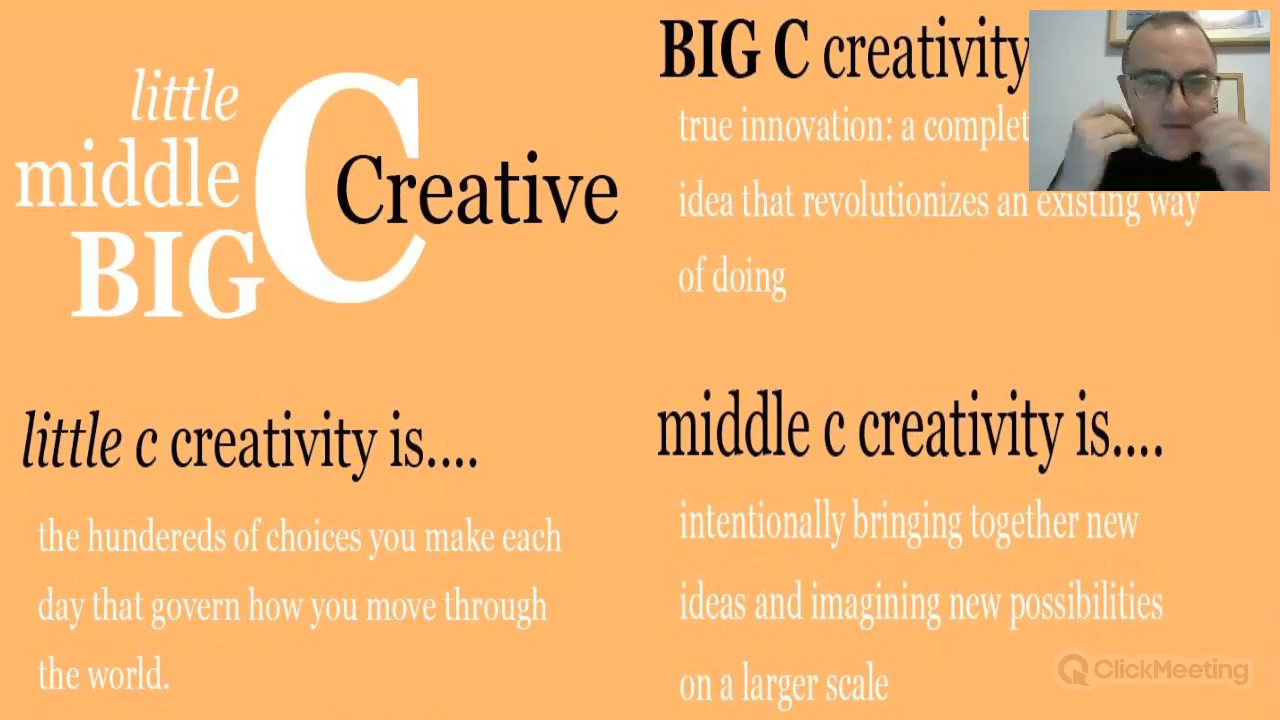 little
middle
BIG
C
Creative
BIG C creativity
true innovation: a
idea that revolutionizes an existing way
of doing
little c creativity is....
the hundereds of choices you make each
day that govern how you move through
the world.
middle c creativity is....
intentionally bringing together new
ideas and imagining new possibilities
on a larger scale
ClickMeeting